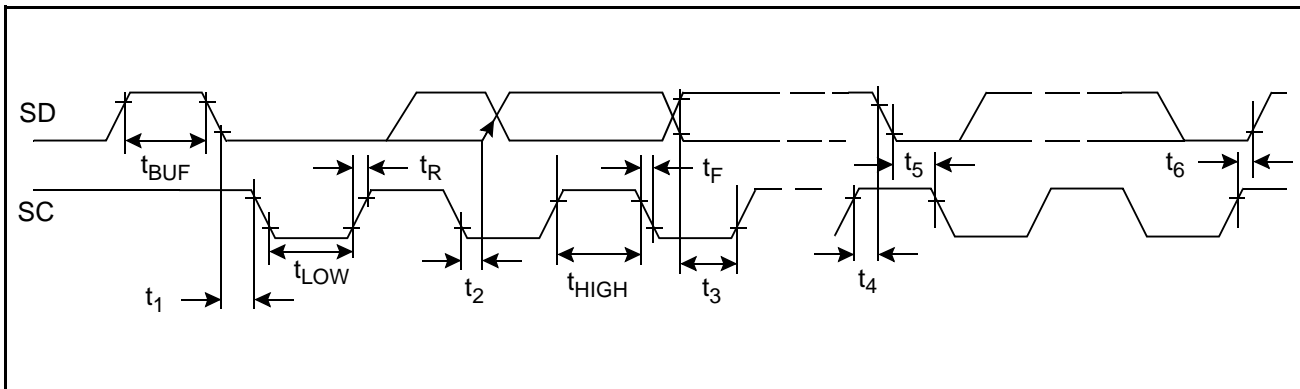 SD
t_BUF
t_R
t_F
t_5
t_6
SC
t_LOW
t_2
t_HIGH
t_3
t_4
t_1